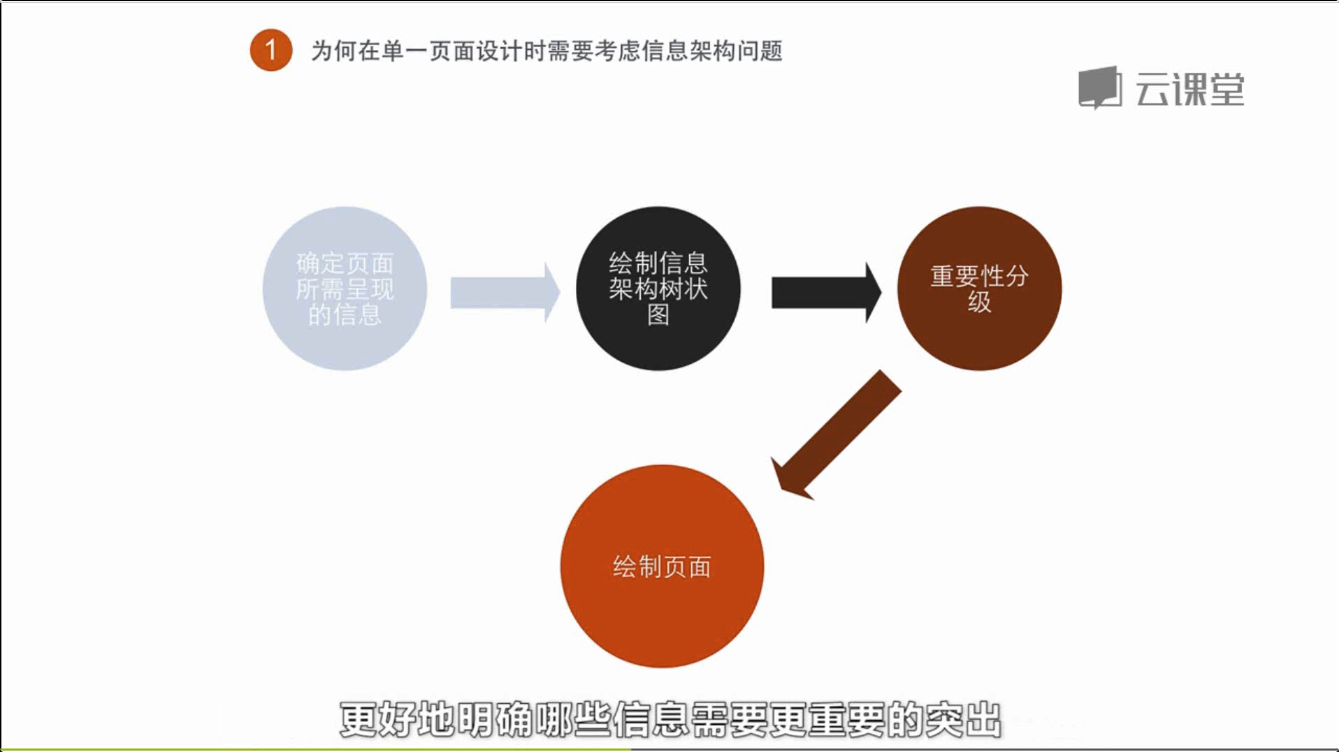 1 为何在单一页面设计时需要考虑信息架构问题
云课堂
确定页面
所需呈现
的信息
绘制信息
架构树状
图
重要性分
级
绘制页面
更好地明确哪些信息需要更重要的突出